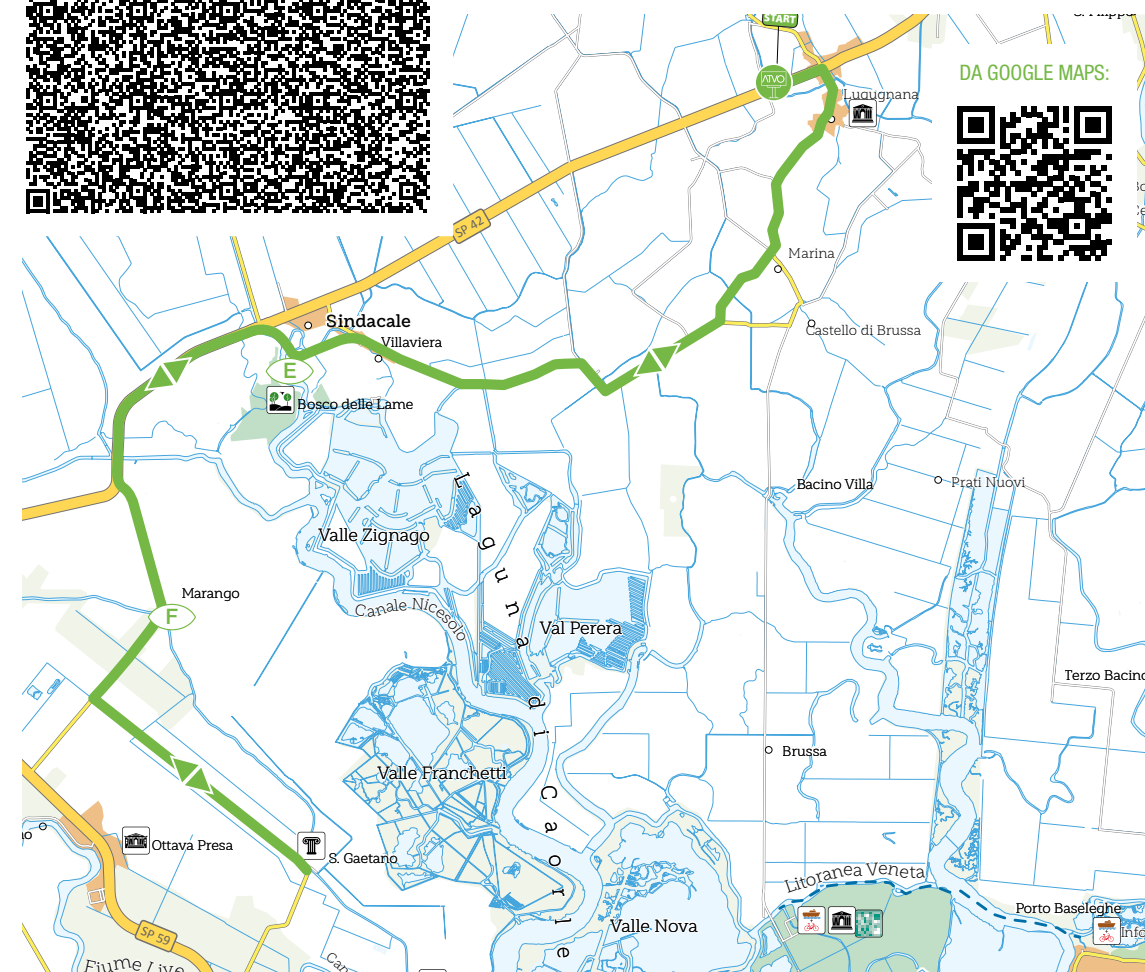 START
DA GOOGLE MAPS:
ATVO
Lugugnana
SP 42
Marina
Sindacale
Castello di Brussa
Villaviera
E
Bosco delle Lame
Prati Nuovi
Bacino Villa
Valle Zignago
Laguna di Caorle
Marango
Canale Nicesolo
F
Val Perera
Terzo Bacino
Brussa
Valle Franchetti
Ottava Presa
S. Gaetano
Litoranea Veneta
Porto Baseleghe
Valle Nova
Info
SP 59
Fiume Live